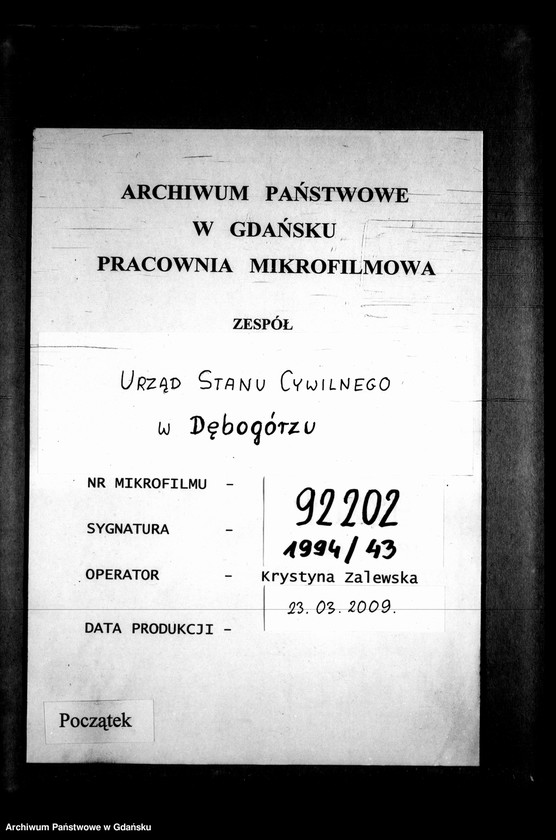 ARCHIWUM PAŃSTWOWE
W GDAŃSKU
PRACOWNIA MIKROFILMOWA
ZESPÓŁ
URZĄD STANU CYWILNEGO
w Dębogórzu
NR MIKROFILMU - 92202
SYGNATURA - 1994/43
OPERATOR - Krystyna Zalewska
DATA PRODUKCJI - 23.03.2009.
Początek
Archiwum Państwowe w Gdańsku